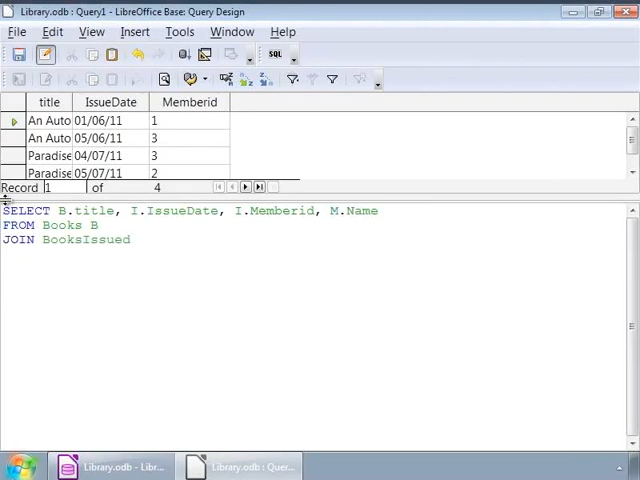 Library.odb : Query1 - LibreOffice Base: Query Design
File Edit View Insert Tools Window Help
SQL
title IssueDate Memberid
An Auto 01/06/11 1
An Auto 05/06/11 3
Paradise 04/07/11 3
Paradise 05/07/11 2
Record 1 of 4
SELECT B.title, I.IssueDate, I.Memberid, M.Name
FROM Books B
JOIN BooksIssued
Library.odb - Libr... Library.odb : Quer...